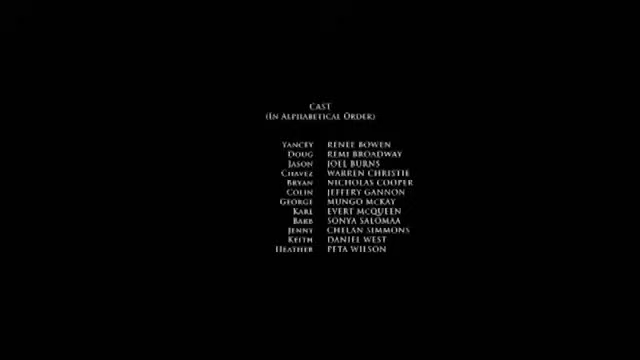 CAST
(IN ALPHABETICAL ORDER)
YANCEY RENEE BOWEN
DOUG REMI BROADWAY
JASON JOEL BURNS
CHAVEZ WARREN CHRISTIE
BRYAN NICHOLAS COOPER
COLIN JEFFERY GANNON
GEORGE MUNGO MCKAY
KARL EVERT MCQUEEN
BARB SONYA SALOMAA
JENNY CHELAN SIMMONS
KEITH DANIEL WEST
HEATHER PETA WILSON